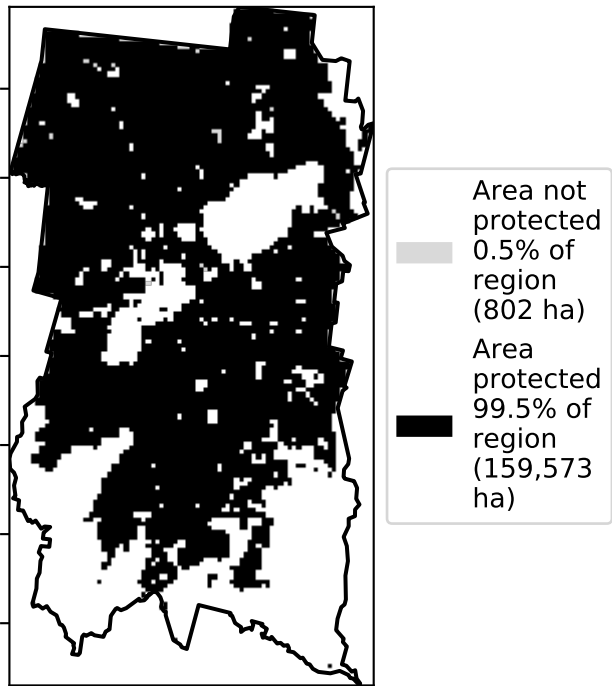 Area not
protected
0.5% of
region
(802 ha)
Area
protected
99.5% of
region
(159,573
ha)